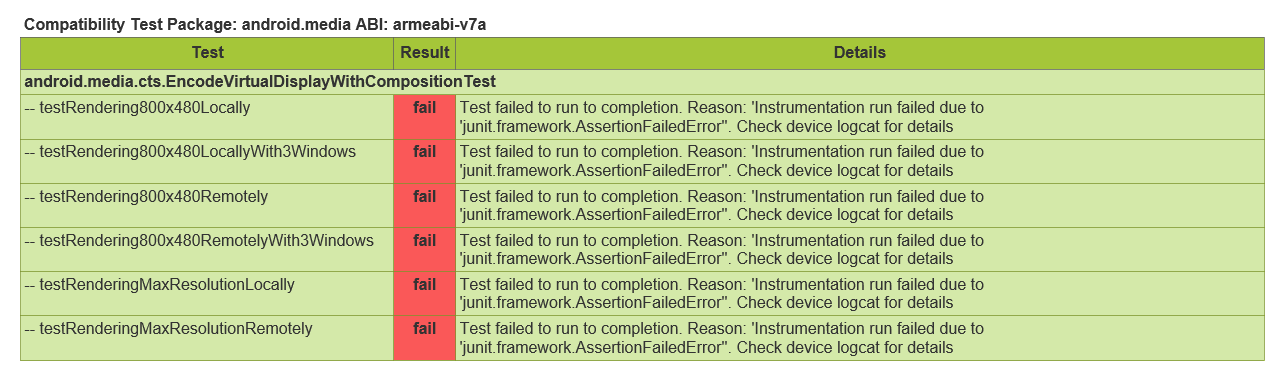 Compatibility Test Package: android.media ABI: armeabi-v7a
Test Result Details
android.media.cts.EncodeVirtualDisplayWithCompositionTest
-- testRendering800x480Locally fail Test failed to run to completion. Reason: 'Instrumentation run failed due to
'junit.framework.AssertionFailedError''. Check device logcat for details
-- testRendering800x480LocallyWith3Windows fail Test failed to run to completion. Reason: 'Instrumentation run failed due to
'junit.framework.AssertionFailedError''. Check device logcat for details
-- testRendering800x480Remotely fail Test failed to run to completion. Reason: 'Instrumentation run failed due to
'junit.framework.AssertionFailedError''. Check device logcat for details
-- testRendering800x480RemotelyWith3Windows fail Test failed to run to completion. Reason: 'Instrumentation run failed due to
'junit.framework.AssertionFailedError''. Check device logcat for details
-- testRenderingMaxResolutionLocally fail Test failed to run to completion. Reason: 'Instrumentation run failed due to
'junit.framework.AssertionFailedError''. Check device logcat for details
-- testRenderingMaxResolutionRemotely fail Test failed to run to completion. Reason: 'Instrumentation run failed due to
'junit.framework.AssertionFailedError''. Check device logcat for details